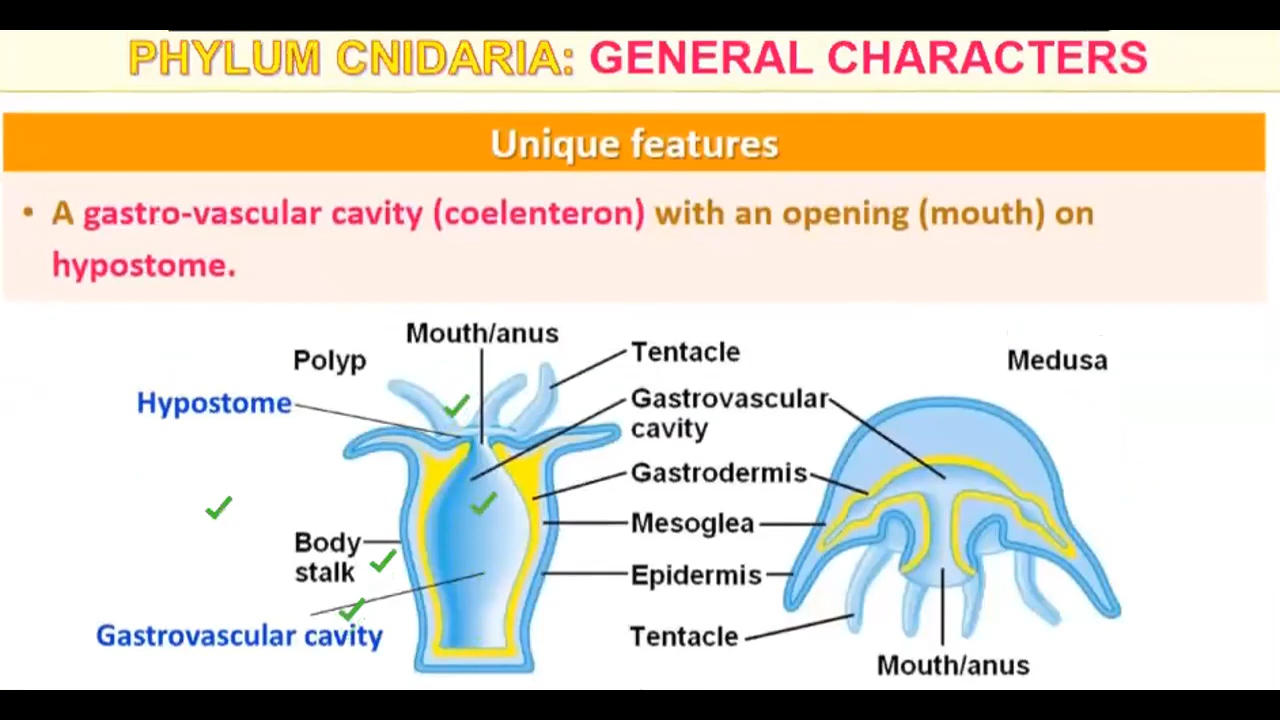 PHYLUM CNIDARIA: GENERAL CHARACTERS
Unique features
• A gastro-vascular cavity (coelenteron) with an opening (mouth) on
hypostome.
Mouth/anus
Polyp
Tentacle
Medusa
Hypostome
Gastrovascular
cavity
Gastrodermis
Mesoglea
Body
stalk
Epidermis
Gastrovascular cavity
Tentacle
Mouth/anus